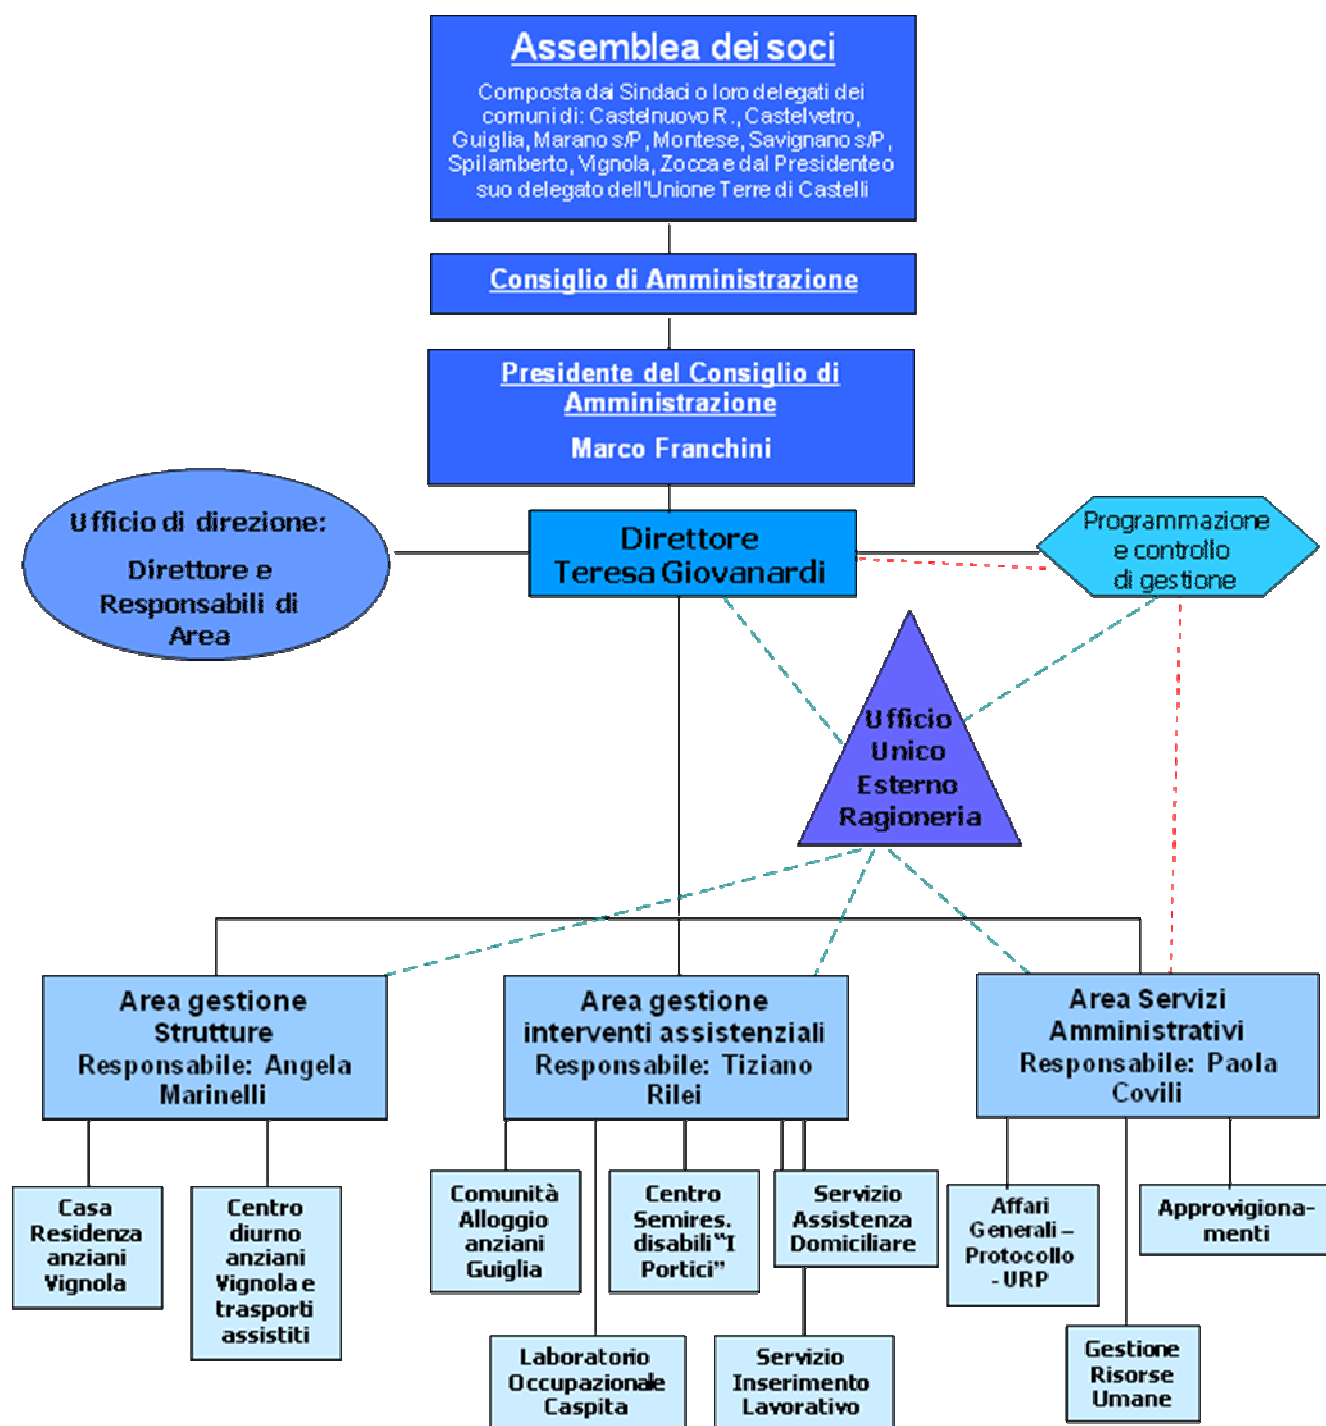 Assemblea dei soci
Composta dai Sindaci o loro delegati dei
comuni di: Castelnuovo R., Castelvetro,
Guiglia, Marano s/P, Montese, Savignano s/P,
Spilamberto, Vignola, Zocca e dal Presidente o
suo delegato dell'Unione Terre di Castelli
Consiglio di Amministrazione
Presidente del Consiglio di
Amministrazione
Marco Franchini
Ufficio di direzione:
Direttore e
Responsabili di
Area
Direttore
Teresa Giovanardi
Programmazione
e controllo
di gestione
Ufficio
Unico
Esterno
Ragioneria
Area gestione
Strutture
Responsabile: Angela
Marinelli
Area gestione
interventi assistenziali
Responsabile: Tiziano
Rilei
Area Servizi
Amministrativi
Responsabile: Paola
Covili
Casa
Residenza
anziani
Vignola
Centro
diurno
anziani
Vignola e
trasporti
assistiti
Comunità
Alloggio
anziani
Guiglia
Centro
Semires.
disabili "I
Portici"
Servizio
Assistenza
Domiciliare
Affari
Generali –
Protocollo
- URP
Approvigiona-
menti
Laboratorio
Occupazionale
Caspita
Servizio
Inserimento
Lavorativo
Gestione
Risorse
Umane